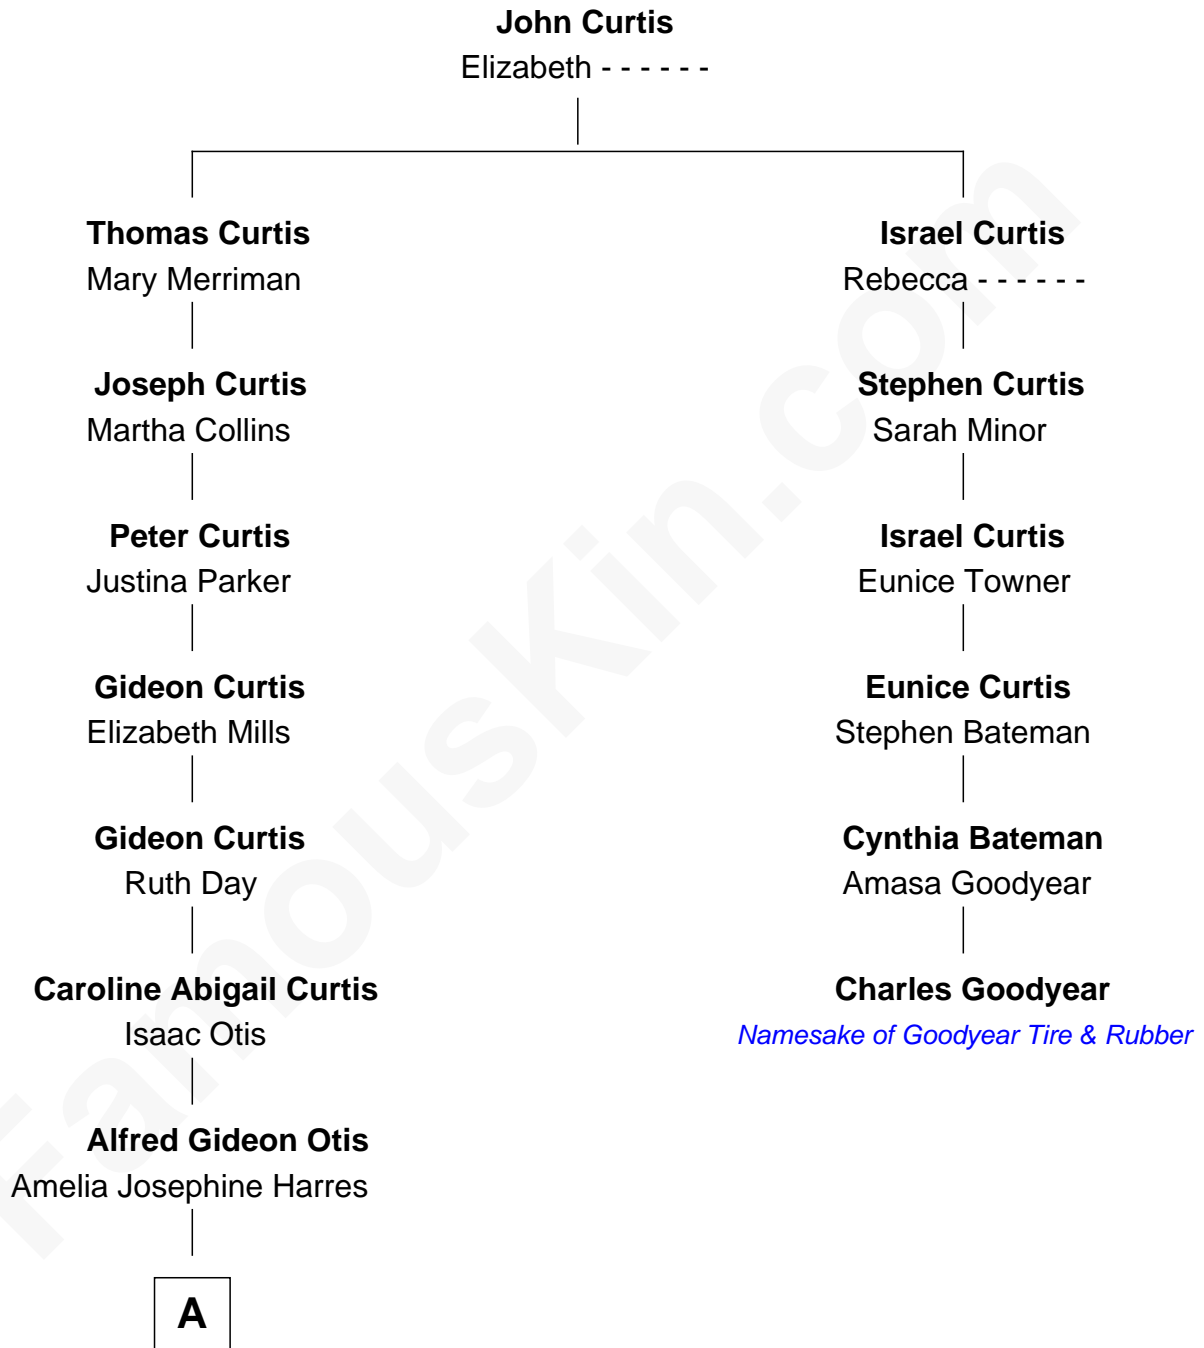 John Curtis
Elizabeth - - - - - -
Thomas Curtis
Mary Merriman
Israel Curtis
Rebecca - - - - - -
Joseph Curtis
Martha Collins
Stephen Curtis
Sarah Minor
Peter Curtis
Justina Parker
Israel Curtis
Eunice Towner
Gideon Curtis
Elizabeth Mills
Eunice Curtis
Stephen Bateman
Gideon Curtis
Ruth Day
Cynthia Bateman
Amasa Goodyear
Caroline Abigail Curtis
Isaac Otis
Charles Goodyear
Namesake of Goodyear Tire & Rubber
Alfred Gideon Otis
Amelia Josephine Harres
A
FamousKin.com